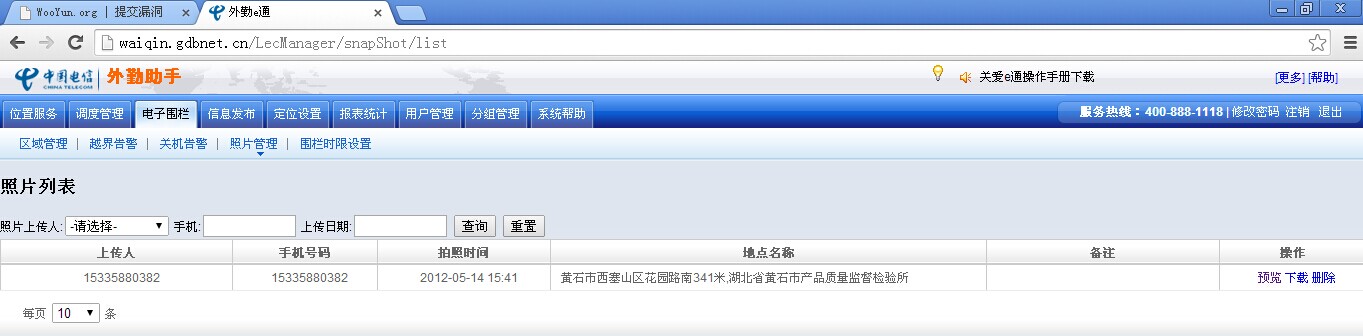 WooYun.org | 提交漏洞 外勤e通
waiqin.gdbnet.cn/LecManager/snapShot/list
中国电信 CHINA TELECOM 外勤助手 关爱e通操作手册下载 [更多] [帮助]
位置服务 调度管理 电子围栏 信息发布 定位设置 报表统计 用户管理 分组管理 系统帮助 服务热线：400-888-1118 | 修改密码 注销 退出
区域管理 | 越界告警 | 关机告警 | 照片管理 | 围栏时限设置
照片列表
照片上传人: -请选择- 手机: 上传日期: 查询 重置
上传人 手机号码 拍照时间 地点名称 备注 操作
15335880382 15335880382 2012-05-14 15:41 黄石市西塞山区花园路南341米,湖北省黄石市产品质量监督检验所 预览 下载 删除
每页 10 条